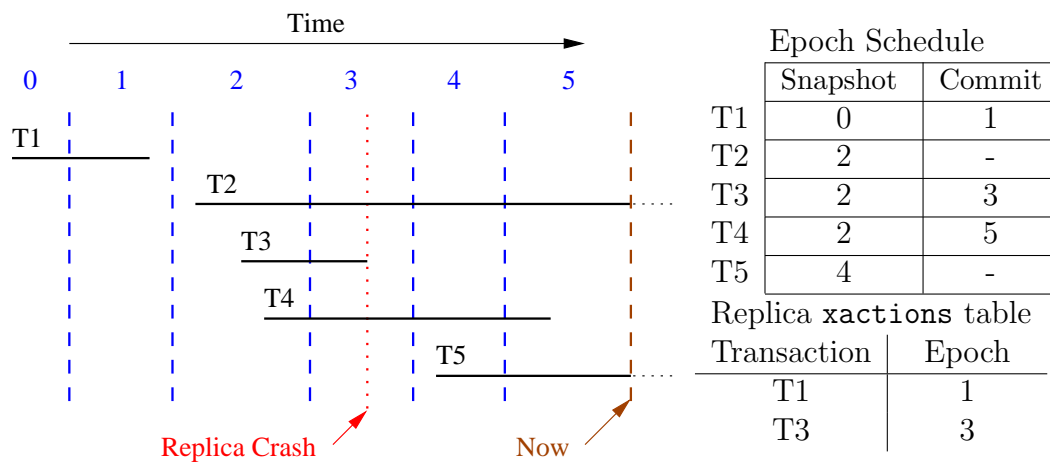 Time
0 1 2 3 4 5
T1
T2
T3
T4
T5
Replica Crash
Now
Epoch Schedule
Snapshot Commit
T1 0 1
T2 2 -
T3 2 3
T4 2 5
T5 4 -
Replica xactions table
Transaction Epoch
T1 1
T3 3